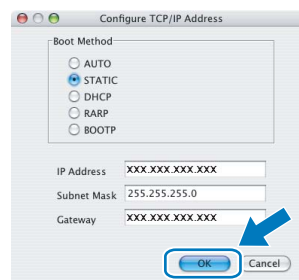 Configure TCP/IP Address
Boot Method
AUTO
STATIC
DHCP
RARP
BOOTP
IP Address XXX.XXX.XXX.XXX
Subnet Mask 255.255.255.0
Gateway XXX.XXX.XXX.XXX
OK Cancel